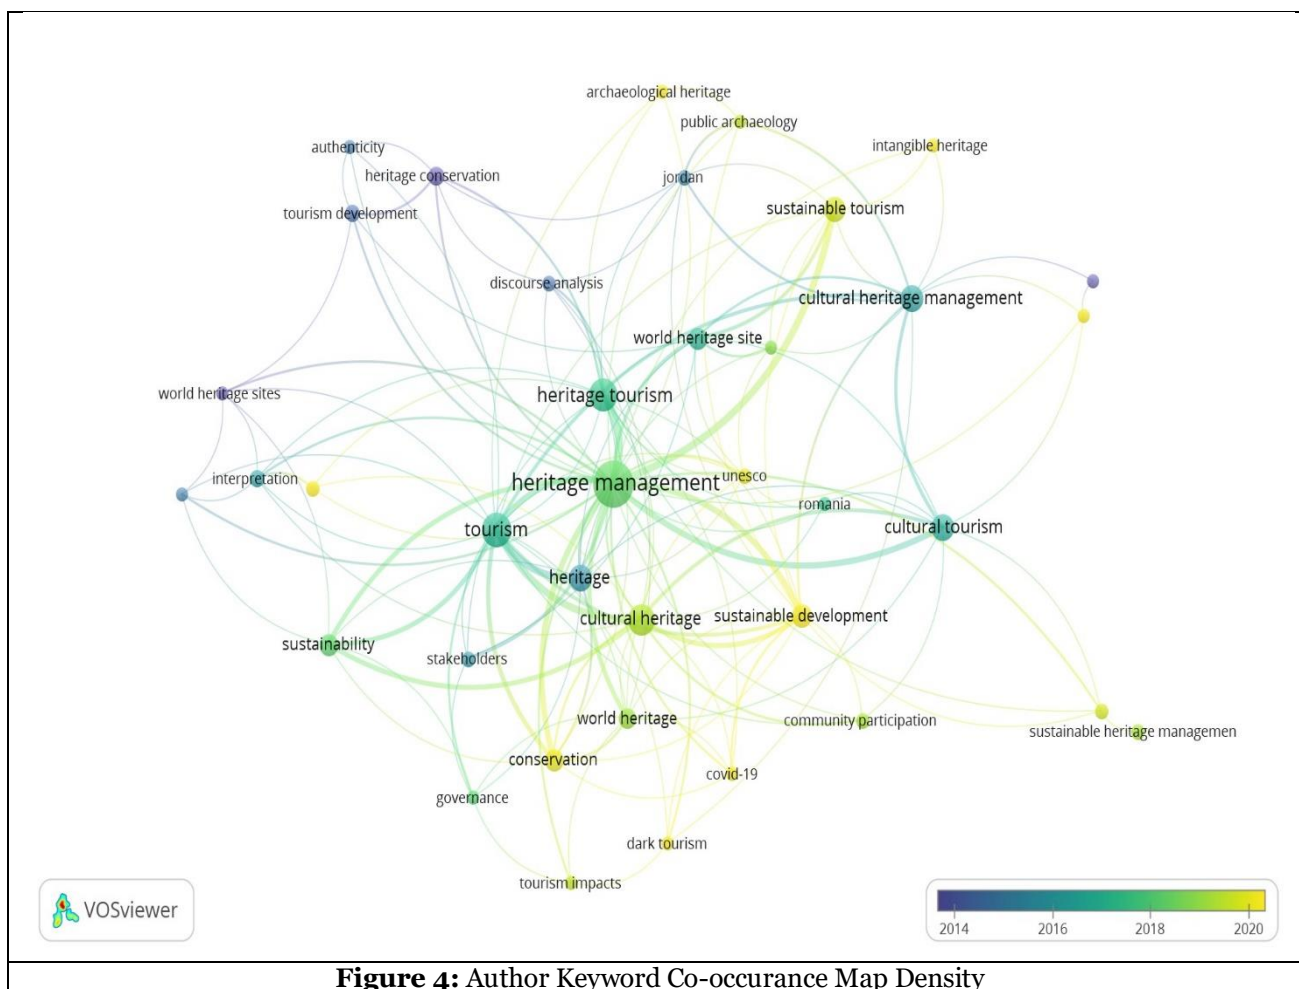 archaeological heritage
public archaeology
authenticity
intangible heritage
heritage conservation
jordan
tourism development
sustainable tourism
discourse analysis
cultural heritage management
world heritage site
world heritage sites
heritage tourism
interpretation
heritage management
unesco
romania
tourism
cultural tourism
heritage
cultural heritage
sustainable development
sustainability
stakeholders
world heritage
community participation
sustainable heritage managemen
conservation
covid-19
governance
dark tourism
tourism impacts
VOSviewer
2014 2016 2018 2020
Figure 4: Author Keyword Co-occurance Map Density